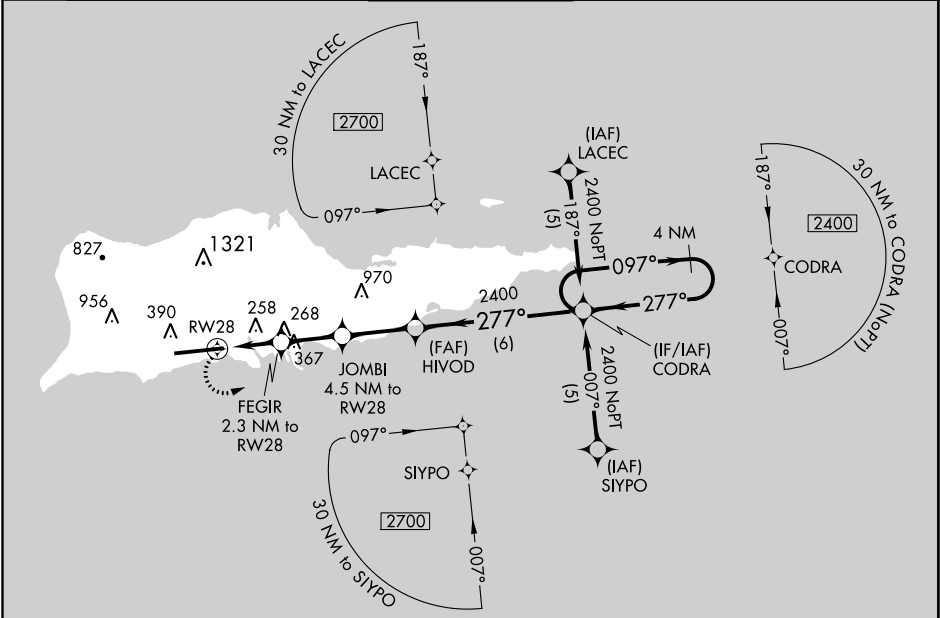 30 NM to LACEC
187°
2700
LACEC
097°
(IAF)
LACEC
2400 NoPT
187°
(5)
4 NM
097°
277°
187°
30 NM to CODRA (NoPT)
2400
CODRA
007°
827
1321
956
390
RW28
258
268
367
970
2400
277°
(6)
(IF/IAF)
CODRA
(FAF)
HIVOD
JOMBI
4.5 NM to
RW28
FEGIR
2.3 NM to
RW28
2400 NoPT
007°
(5)
(IAF)
SIYPO
097°
SIYPO
2700
007°
30 NM to SIYPO